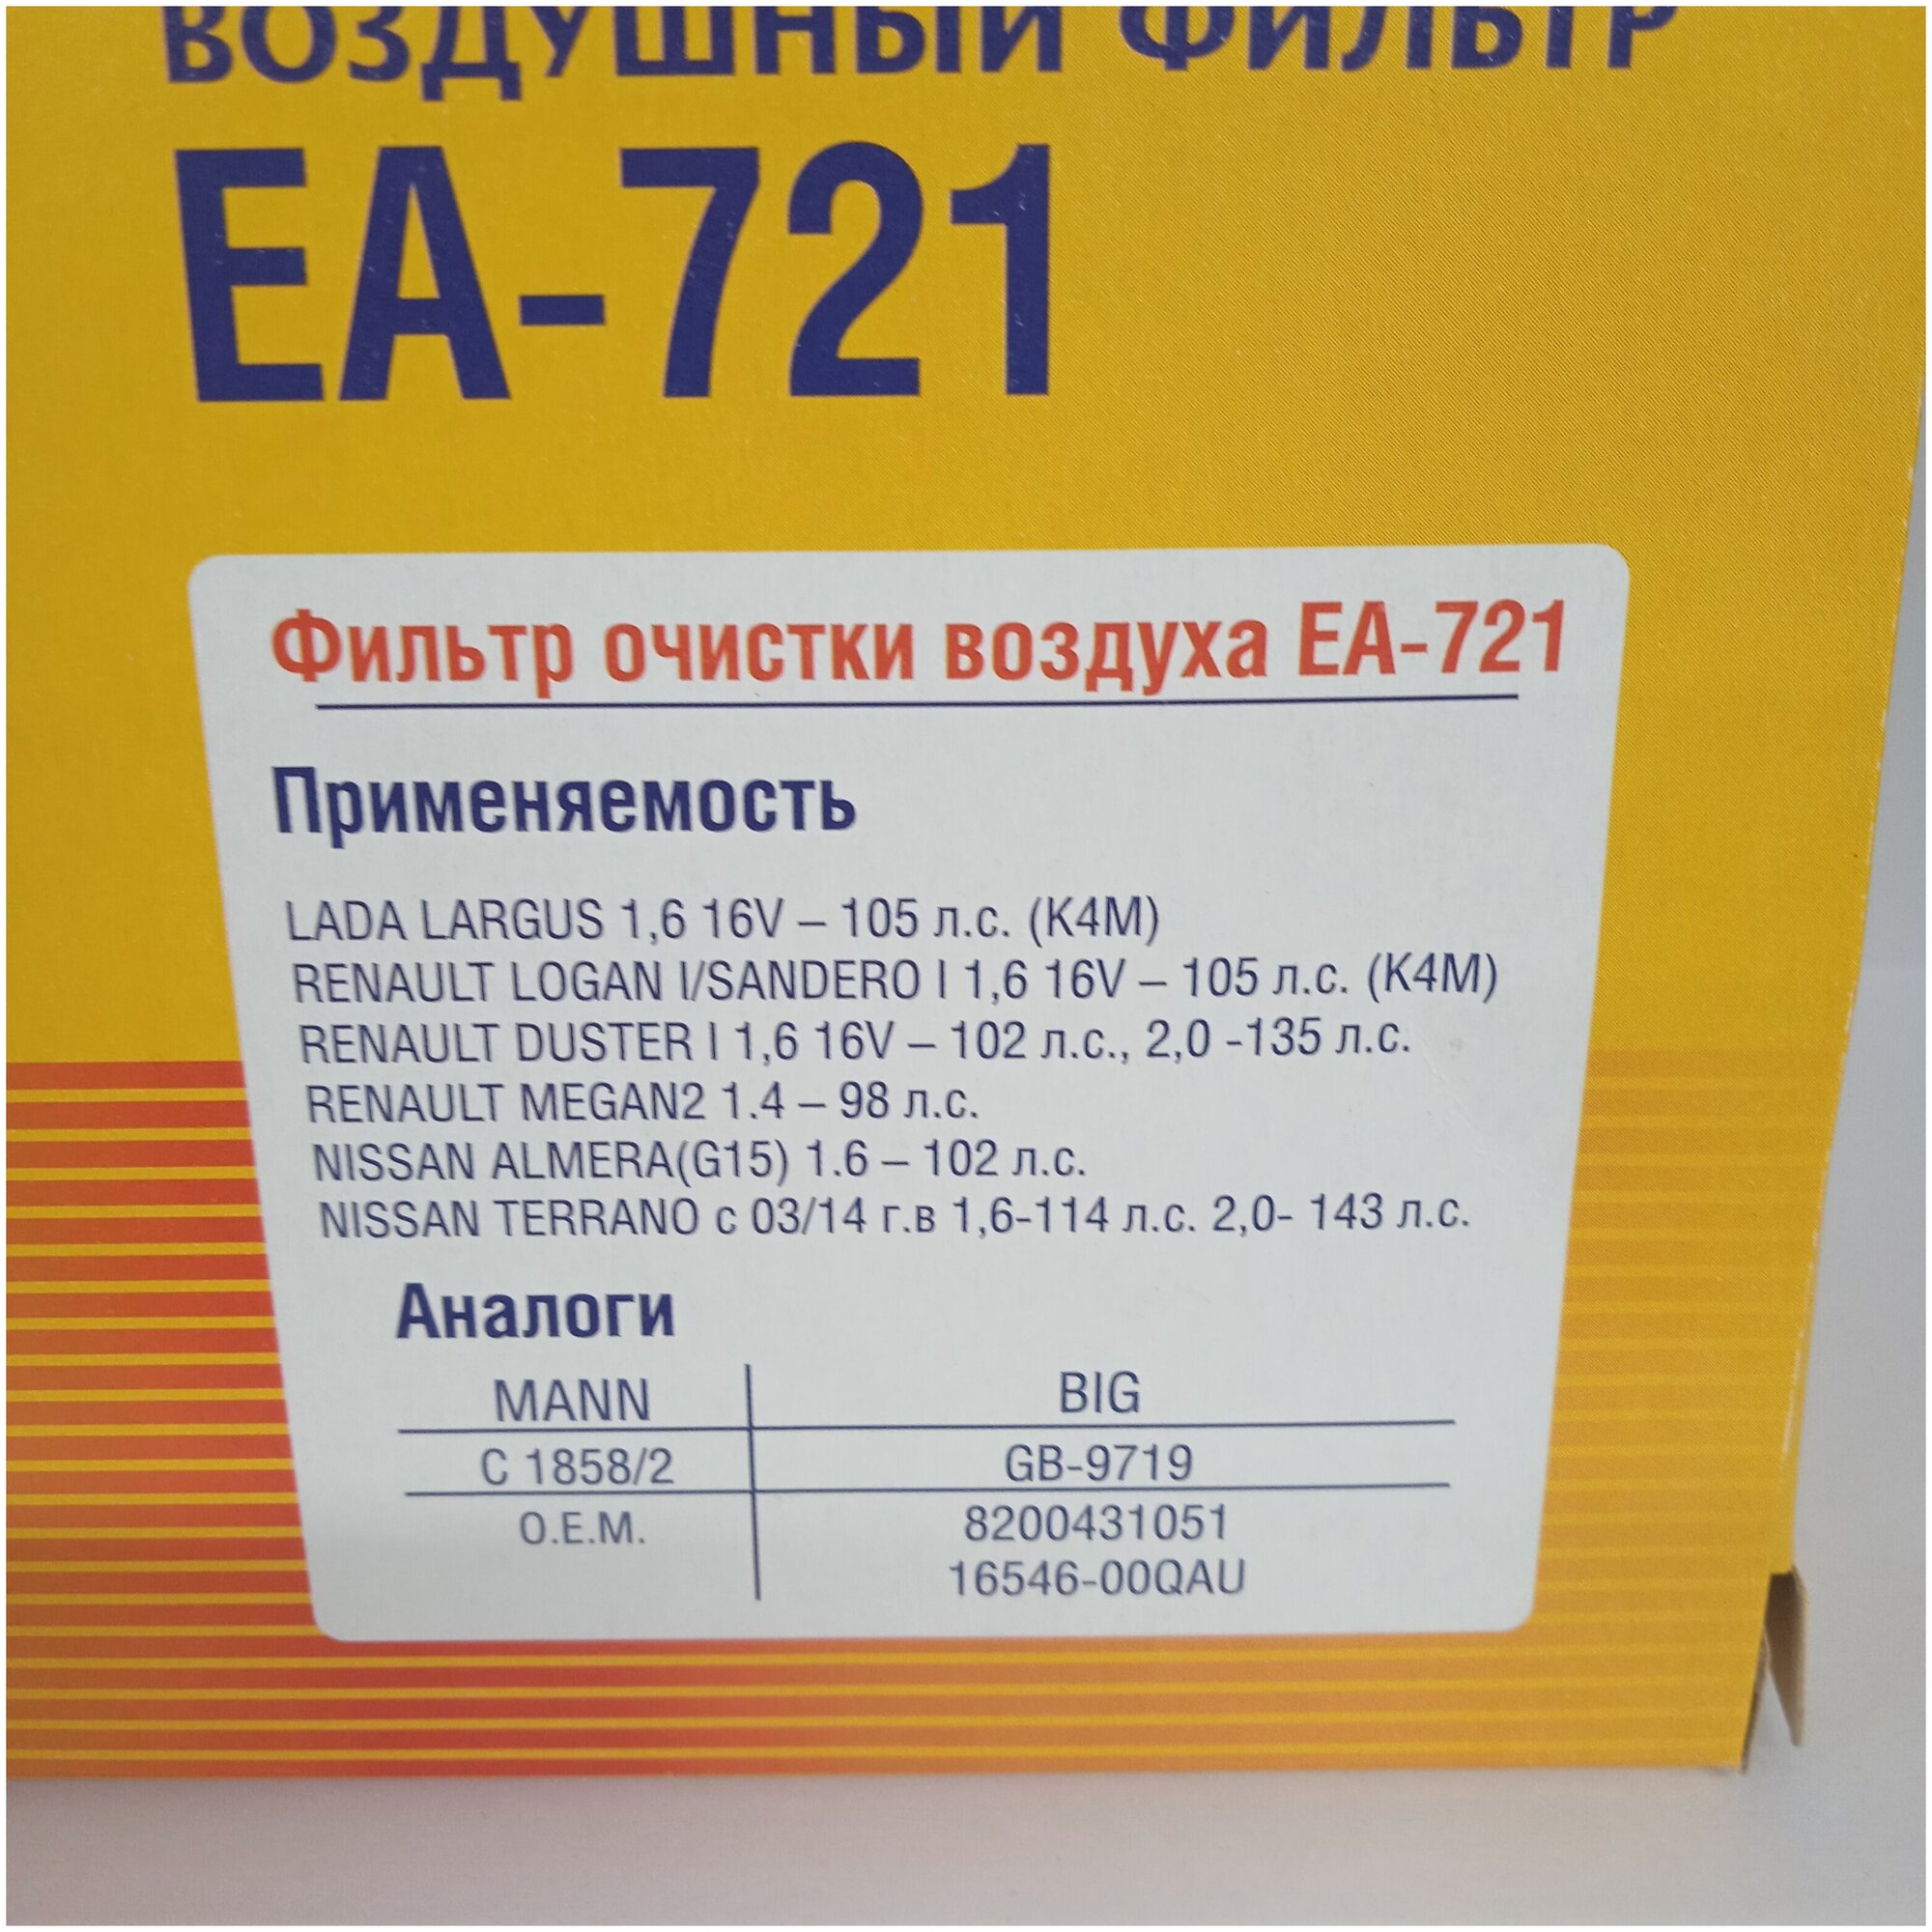 ВОЗДУШНЫЙ ФИЛЬТР
EA-721
Фильтр очистки воздуха EA-721
Применяемость
LADA LARGUS 1,6 16V – 105 л.с. (K4M)
RENAULT LOGAN I/SANDERO I 1,6 16V – 105 л.с. (K4M)
RENAULT DUSTER I 1,6 16V – 102 л.с., 2,0 -135 л.с.
RENAULT MEGAN2 1.4 – 98 л.с.
NISSAN ALMERA(G15) 1.6 – 102 л.с.
NISSAN TERRANO с 03/14 г.в 1,6-114 л.с. 2,0- 143 л.с.
Аналоги
MANN BIG
C 1858/2 GB-9719
O.E.M. 8200431051
16546-00QAU